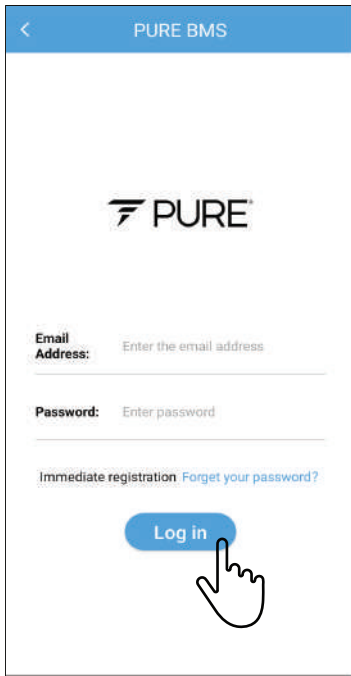 PURE BMS
PURE®
Email
Address:
Enter the email address
Password:
Enter password
Immediate registration Forget your password?
Log in